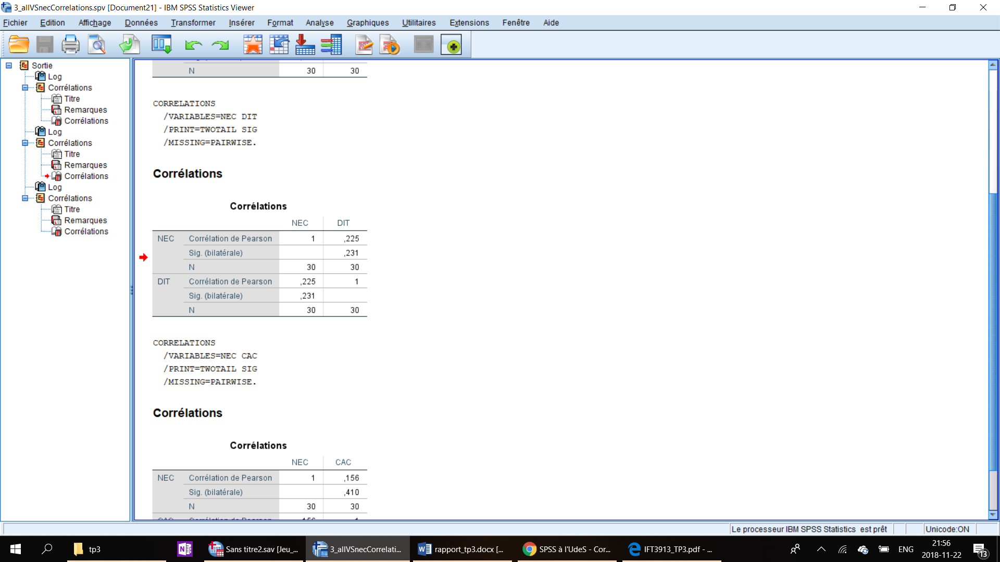 3_allVSnecCorrelations.spv [Document21] - IBM SPSS Statistics Viewer
Fichier Edition Affichage Données Transformer Insérer Format Analyse Graphiques Utilitaires Extensions Fenêtre Aide
Sortie
Log
Corrélations
Titre
Remarques
Corrélations
Log
Corrélations
Titre
Remarques
Corrélations
Log
Corrélations
Titre
Remarques
Corrélations
N 30 30
CORRELATIONS
/VARIABLES=NEC DIT
/PRINT=TWOTAIL SIG
/MISSING=PAIRWISE.
Corrélations
Corrélations
NEC DIT
NEC Corrélation de Pearson 1 ,225
Sig. (bilatérale) ,231
N 30 30
DIT Corrélation de Pearson ,225 1
Sig. (bilatérale) ,231
N 30 30
CORRELATIONS
/VARIABLES=NEC CAC
/PRINT=TWOTAIL SIG
/MISSING=PAIRWISE.
Corrélations
Corrélations
NEC CAC
NEC Corrélation de Pearson 1 ,156
Sig. (bilatérale) ,410
N 30 30
CAC Corrélation de Pearson ,156 1
Le processeur IBM SPSS Statistics est prêt Unicode:ON
tp3 Sans titre2.sav [Jeu_... 3_allVSnecCorrelati... rapport_tp3.docx [... SPSS à l'UdeS - Cor... IFT3913_TP3.pdf - ... ENG 21:56
2018-11-22 13